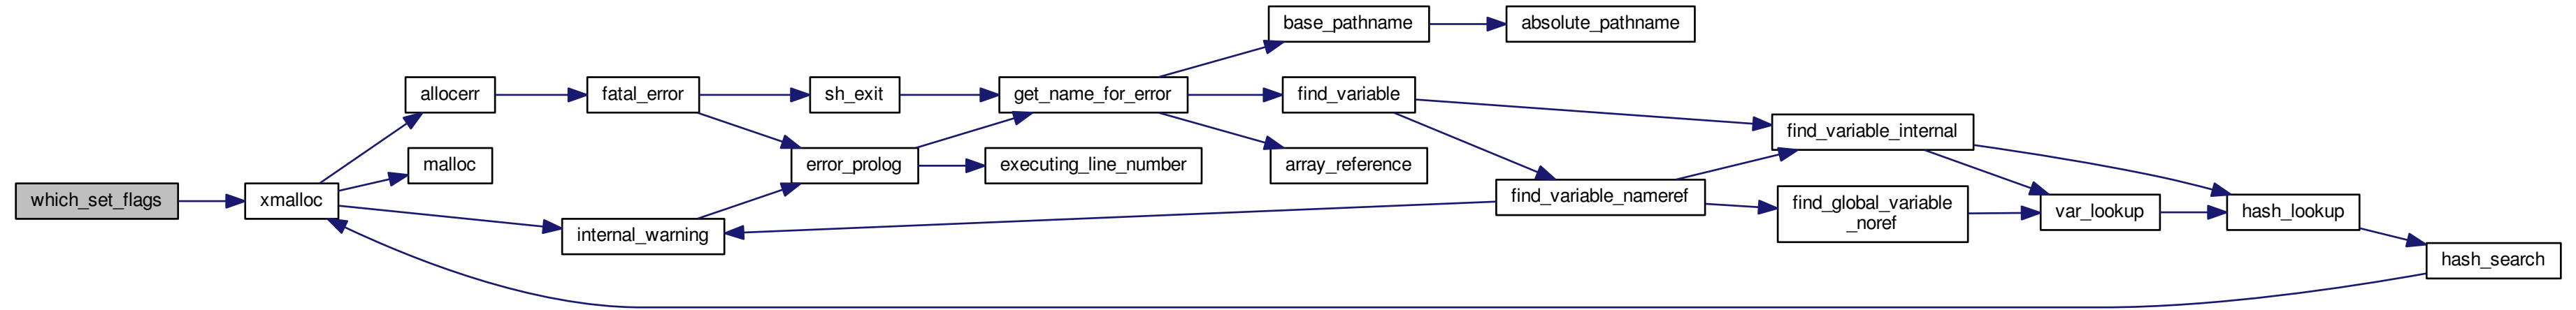 which_set_flags
xmalloc
allocerr
malloc
internal_warning
fatal_error
sh_exit
error_prolog
get_name_for_error
executing_line_number
base_pathname
absolute_pathname
find_variable
array_reference
find_variable_nameref
find_variable_internal
find_global_variable
_noref
var_lookup
hash_lookup
hash_search